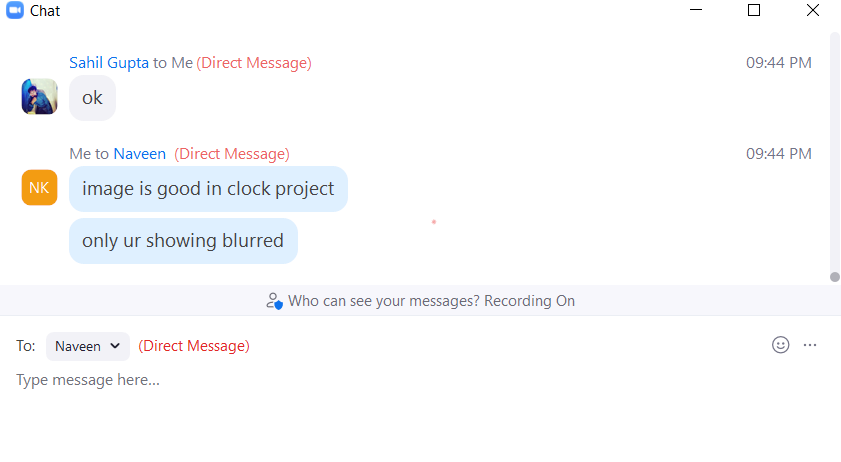 Chat
Sahil Gupta to Me (Direct Message) 09:44 PM
ok
Me to Naveen (Direct Message) 09:44 PM
NK
image is good in clock project
only ur showing blurred
Who can see your messages? Recording On
To: Naveen (Direct Message)
Type message here...